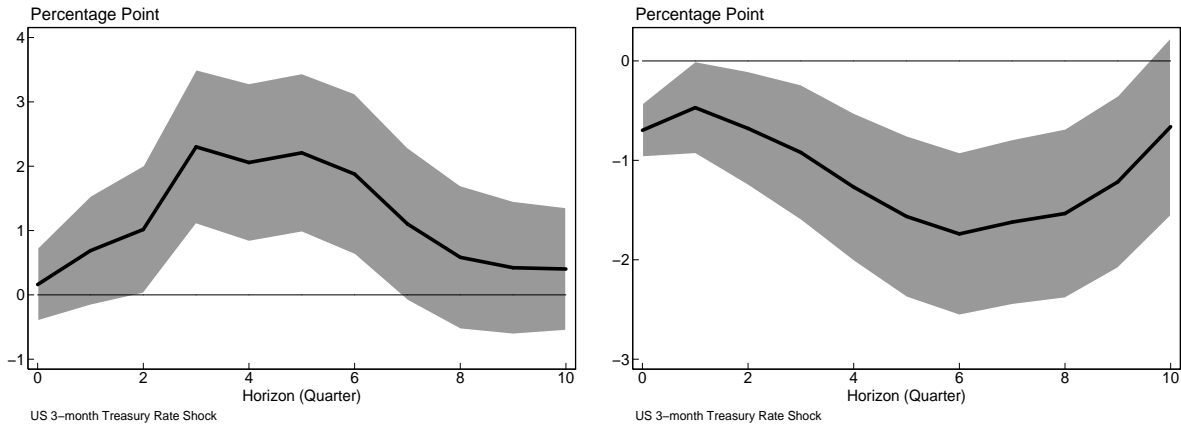 Percentage Point
4
3
2
1
0
−1
0 2 4 6 8 10
Horizon (Quarter)
US 3−month Treasury Rate Shock
Percentage Point
0
−1
−2
−3
0 2 4 6 8 10
Horizon (Quarter)
US 3−month Treasury Rate Shock